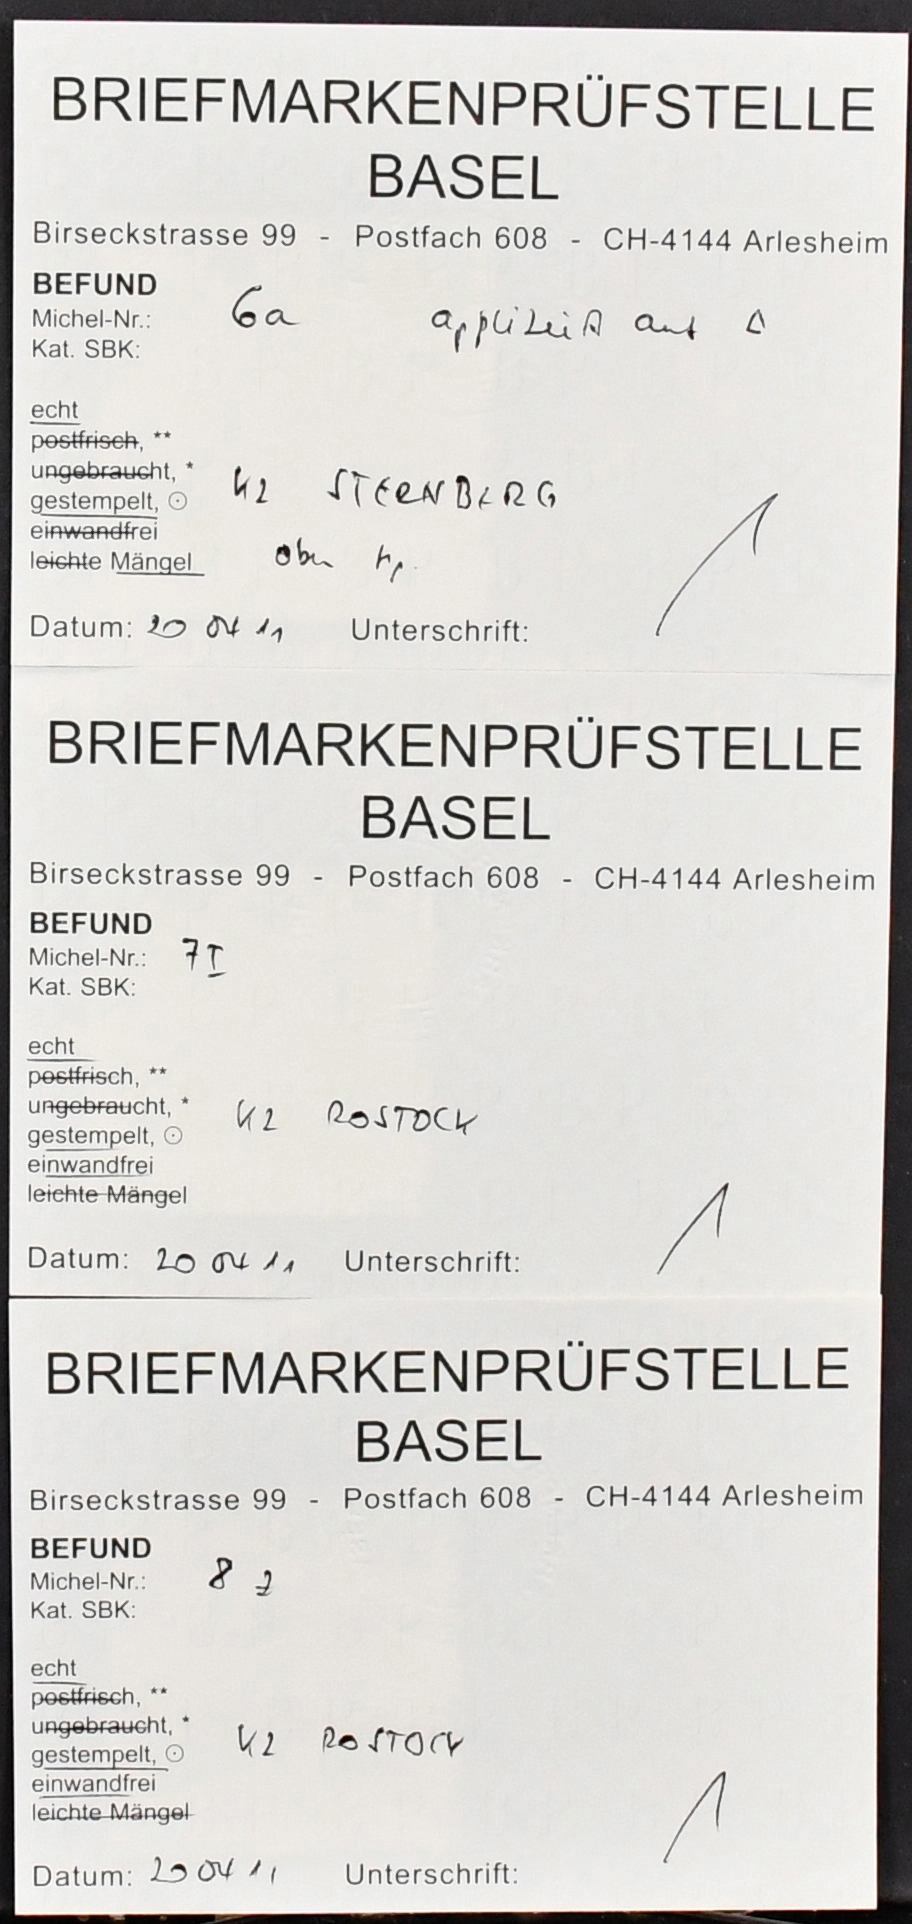 BRIEFMARKENPRÜFSTELLE
BASEL
Birseckstrasse 99 - Postfach 608 - CH-4144 Arlesheim
BEFUND
Michel-Nr.: 6a appliziert auf Δ
Kat. SBK:
echt
postfrisch, **
ungebraucht, *
gestempelt, ⊙ K2 STERNBERG
einwandfrei
leichte Mängel oben
Datum: 20 04 11 Unterschrift:
BRIEFMARKENPRÜFSTELLE
BASEL
Birseckstrasse 99 - Postfach 608 - CH-4144 Arlesheim
BEFUND
Michel-Nr.: 7I
Kat. SBK:
echt
postfrisch, **
ungebraucht, *
gestempelt, ⊙ K2 ROSTOCK
einwandfrei
leichte Mängel
Datum: 20 04 11 Unterschrift:
BRIEFMARKENPRÜFSTELLE
BASEL
Birseckstrasse 99 - Postfach 608 - CH-4144 Arlesheim
BEFUND
Michel-Nr.: 8 z
Kat. SBK:
echt
postfrisch, **
ungebraucht, *
gestempelt, ⊙ K2 ROSTOCK
einwandfrei
leichte Mängel
Datum: 20 04 11 Unterschrift: